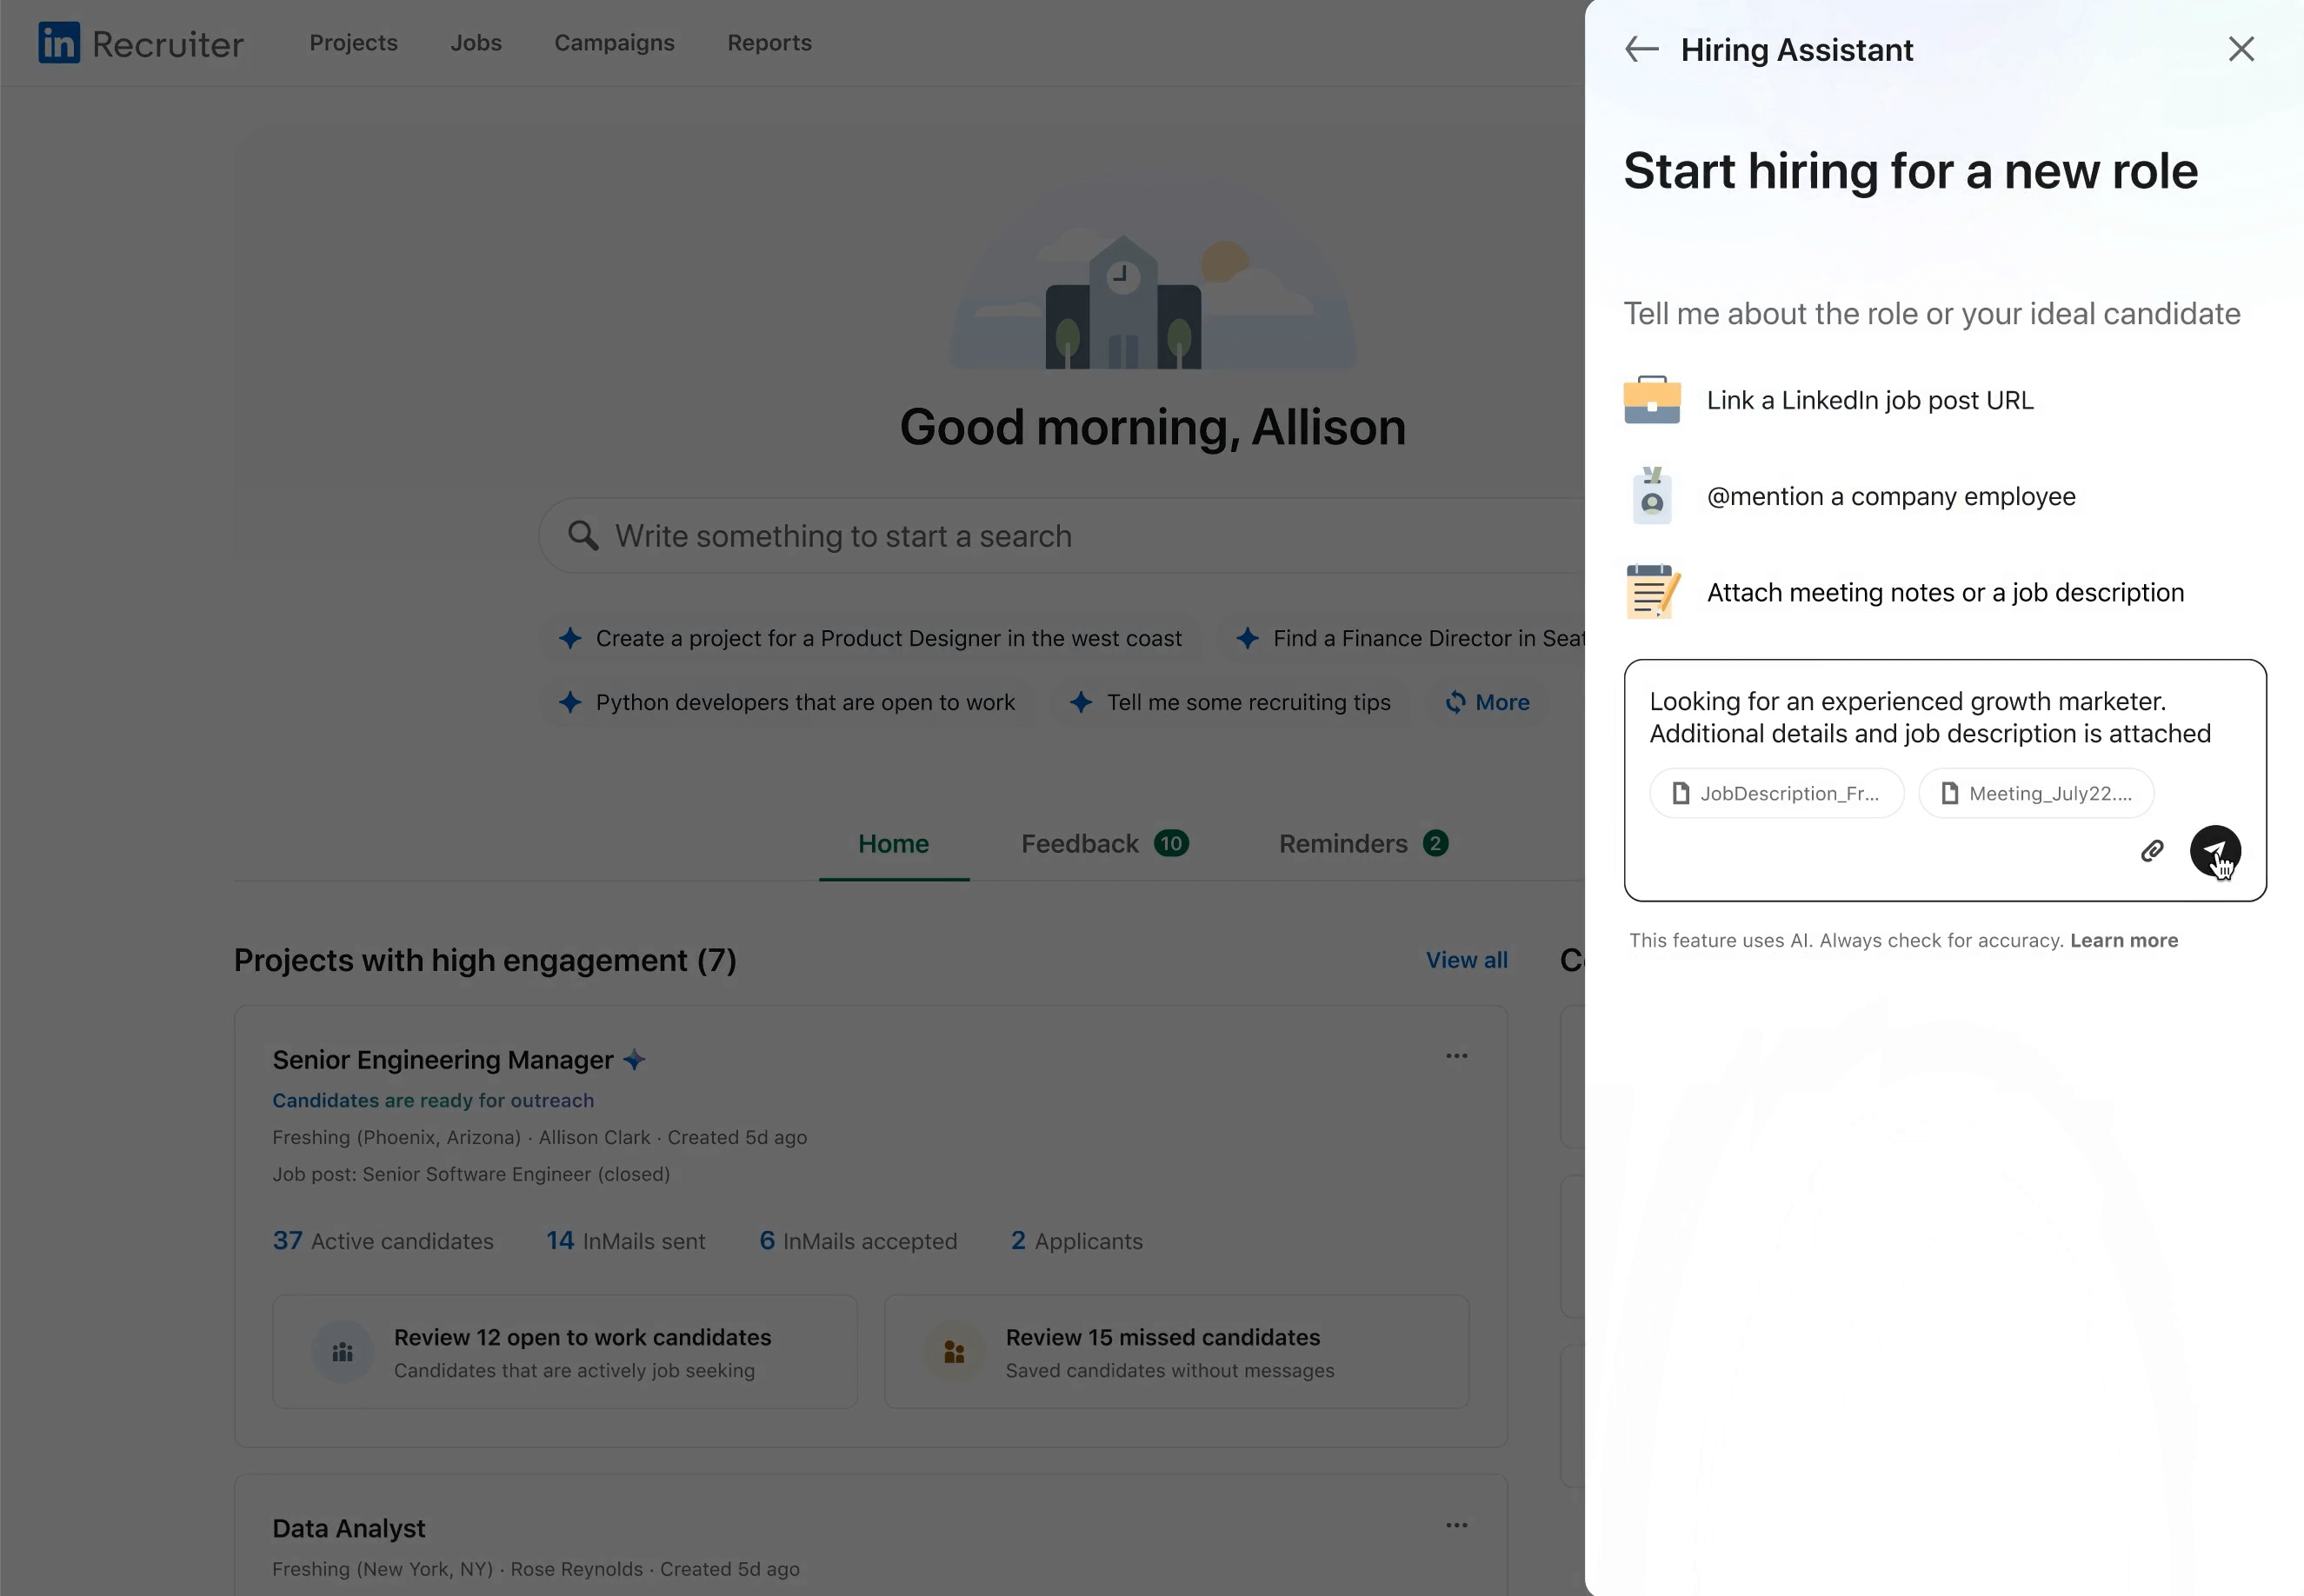 in Recruiter
Projects
Jobs
Campaigns
Reports
Good morning, Allison
Write something to start a search
Create a project for a Product Designer in the west coast
Find a Finance Director in
Python developers that are open to work
Tell me some recruiting tips
More
Home
Feedback 10
Reminders 2
Projects with high engagement (7)
View all
Senior Engineering Manager
Candidates are ready for outreach
Freshing (Phoenix, Arizona) · Allison Clark · Created 5d ago
Job post: Senior Software Engineer (closed)
37 Active candidates
14 InMails sent
6 InMails accepted
2 Applicants
Review 12 open to work candidates
Candidates that are actively job seeking
Review 15 missed candidates
Saved candidates without messages
Data Analyst
Freshing (New York, NY) · Rose Reynolds · Created 5d ago
Hiring Assistant
Start hiring for a new role
Tell me about the role or your ideal candidate
Link a LinkedIn job post URL
@mention a company employee
Attach meeting notes or a job description
Looking for an experienced growth marketer.
Additional details and job description is attached
JobDescription_Fr...
Meeting_July22....
This feature uses AI. Always check for accuracy. Learn more